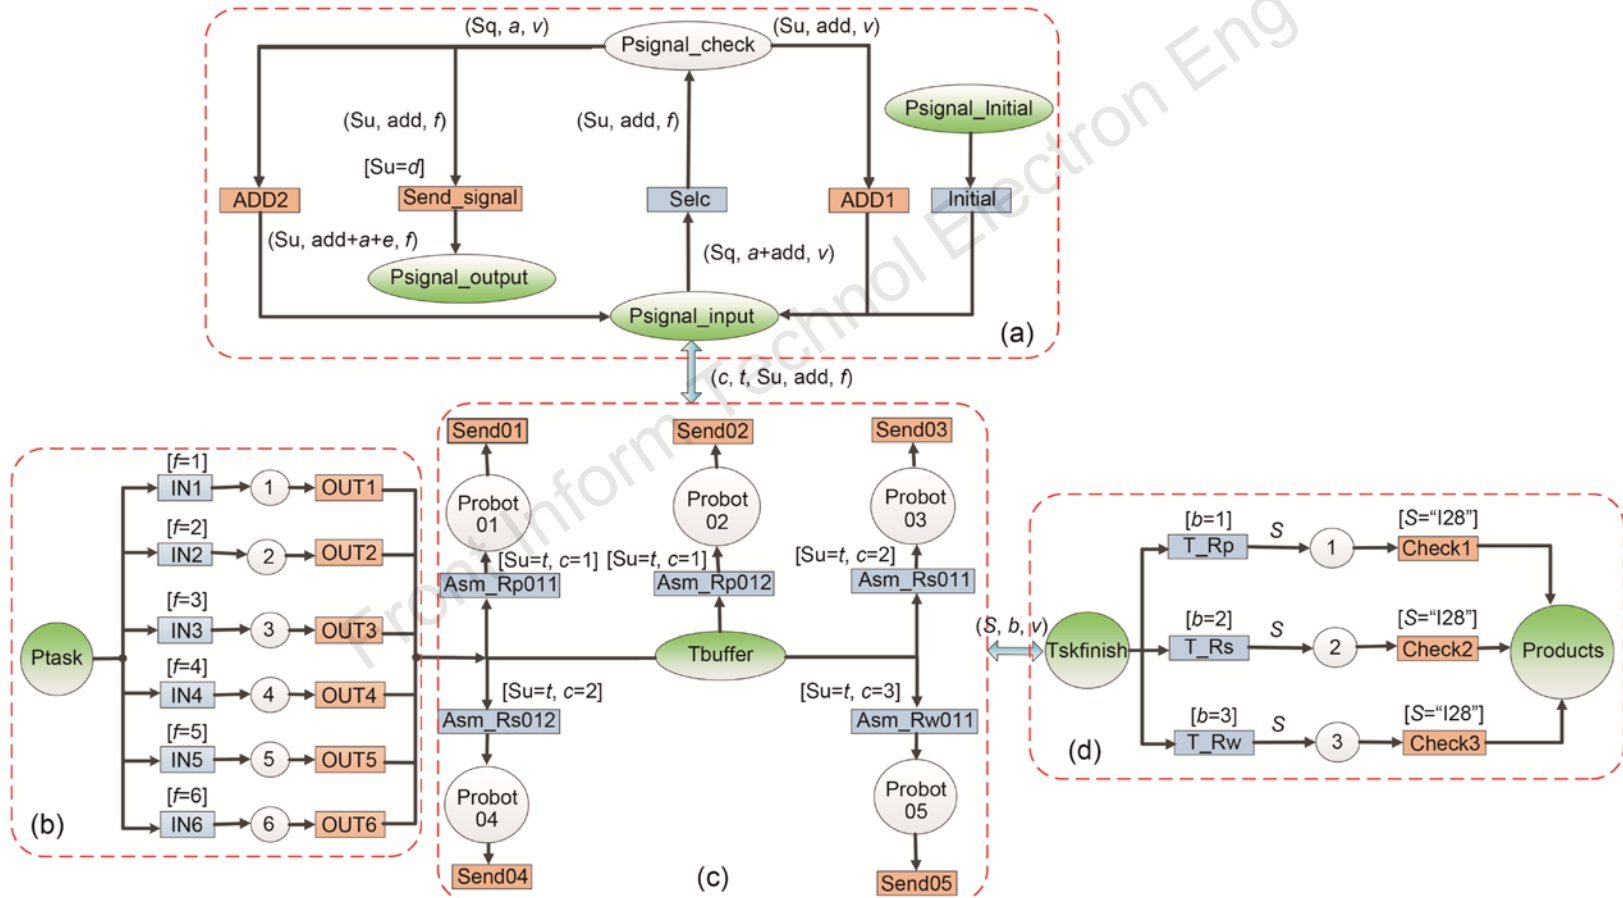 (Sq, a, v)
Psignal_check
(Su, add, v)
Psignal_Initial
(Su, add, f)
(Su, add, f)
[Su=d]
ADD2
Send_signal
Selc
ADD1
Initial
(Su, add+a+e, f)
(Sq, a+add, v)
Psignal_output
Psignal_input
(a)
(c, t, Su, add, f)
Front Inform Technol Electron Eng
Ptask
[f=1]
IN1
1
OUT1
[f=2]
IN2
2
OUT2
[f=3]
IN3
3
OUT3
[f=4]
IN4
4
OUT4
[f=5]
IN5
5
OUT5
[f=6]
IN6
6
OUT6
(b)
Send01
Send02
Send03
Probot
01
Probot
02
Probot
03
[Su=t, c=1]
[Su=t, c=1]
[Su=t, c=2]
Asm_Rp011
Asm_Rp012
Asm_Rs011
Tbuffer
[Su=t, c=2]
[Su=t, c=3]
Asm_Rs012
Asm_Rw011
Probot
04
Probot
05
Send04
Send05
(c)
(S, b, v)
Tskfinish
[b=1]
T_Rp
S
1
[S=“I28”]
Check1
[b=2]
T_Rs
S
2
[S=“I28”]
Check2
Products
[b=3]
T_Rw
S
3
[S=“I28”]
Check3
(d)